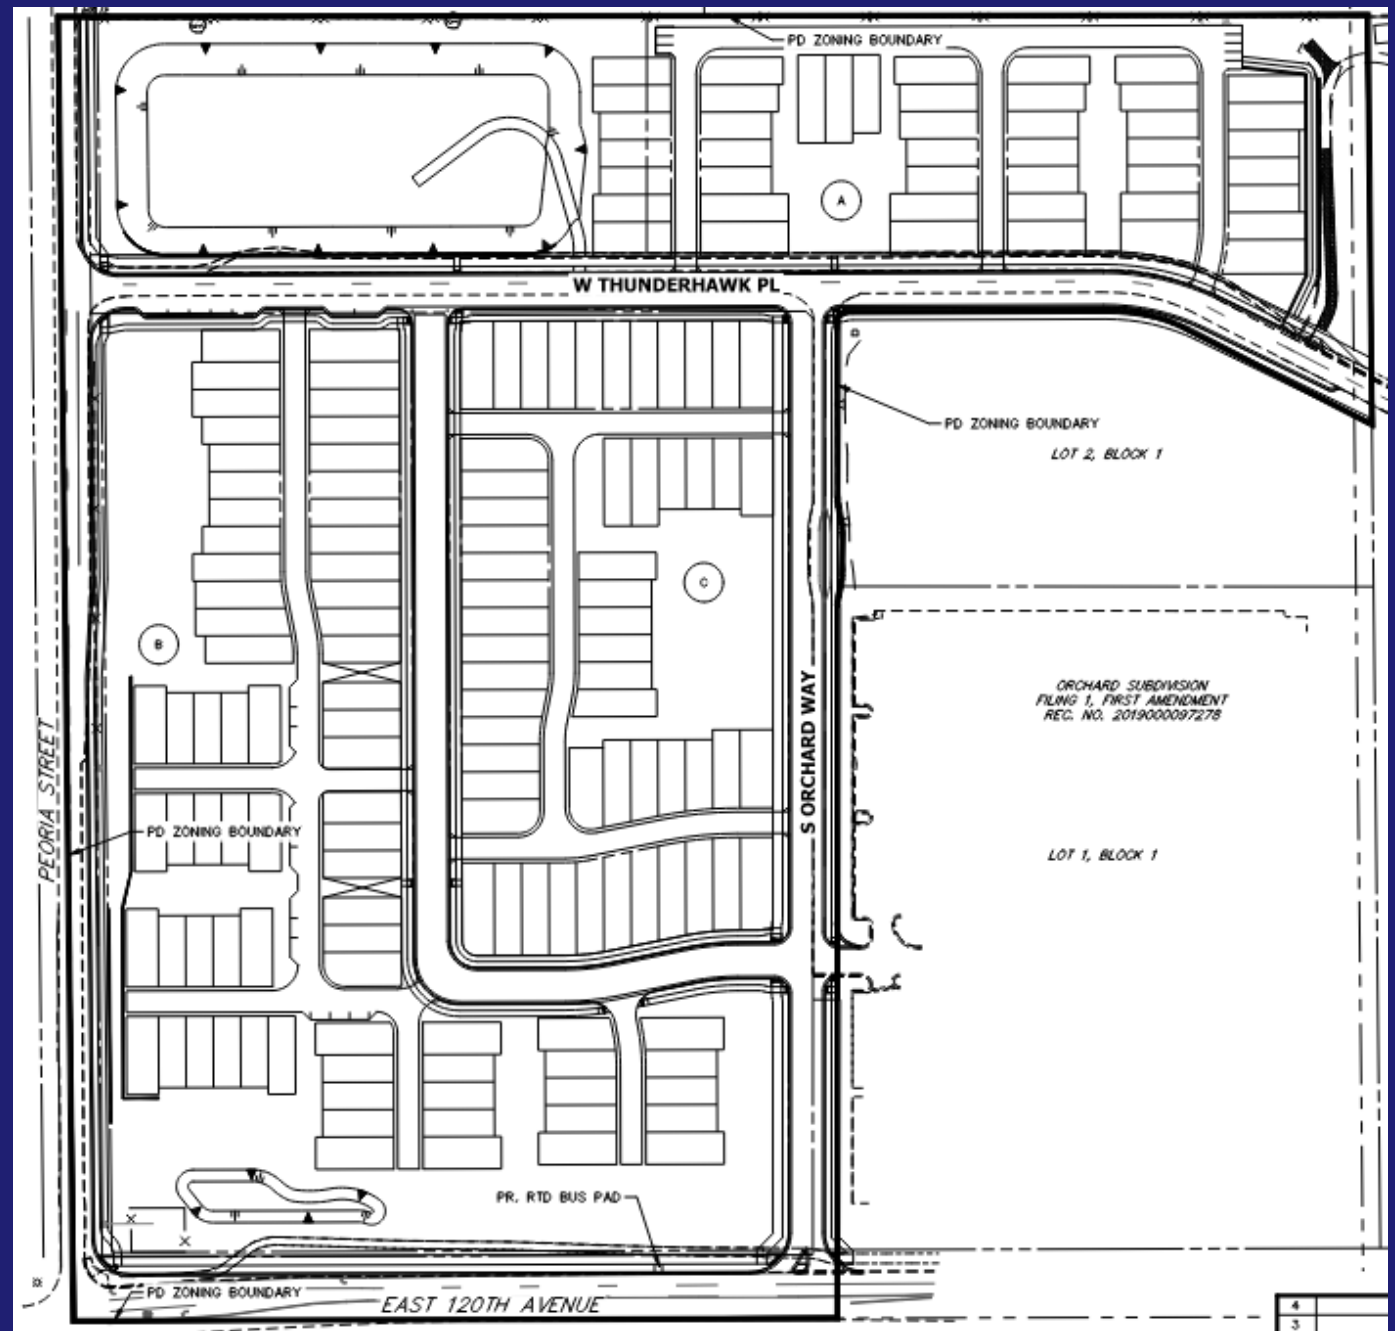 PD ZONING BOUNDARY
A
W THUNDERHAWK PL
PD ZONING BOUNDARY
LOT 2, BLOCK 1
C
B
ORCHARD SUBDIVISION
FILING 1, FIRST AMENDMENT
REC. NO. 2019000097278
PEORIA STREET
S ORCHARD WAY
PD ZONING BOUNDARY
LOT 1, BLOCK 1
PR. RTD BUS PAD
PD ZONING BOUNDARY
EAST 120TH AVENUE
4
3